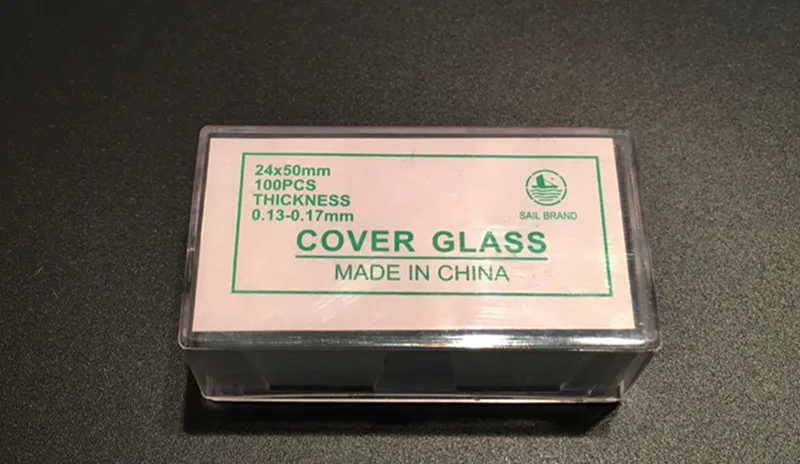 24x50mm
100PCS
THICKNESS
0.13-0.17mm
SAIL BRAND
COVER GLASS
MADE IN CHINA